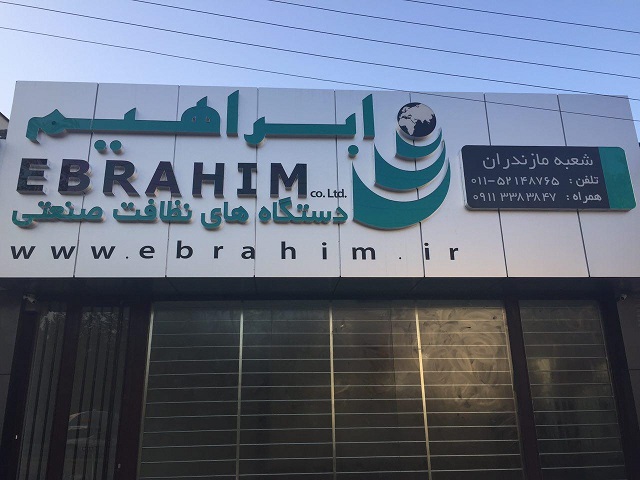 ابراهیم
EBRAHIM co.Ltd.
دستگاه های نظافت صنعتی
www.ebrahim.ir
شعبه مازندران
تلفن : ۰۱۱-۵۲۱۴۸۷۶۵
همراه : ۰۹۱۱ ۳۳۸۳۸۴۷